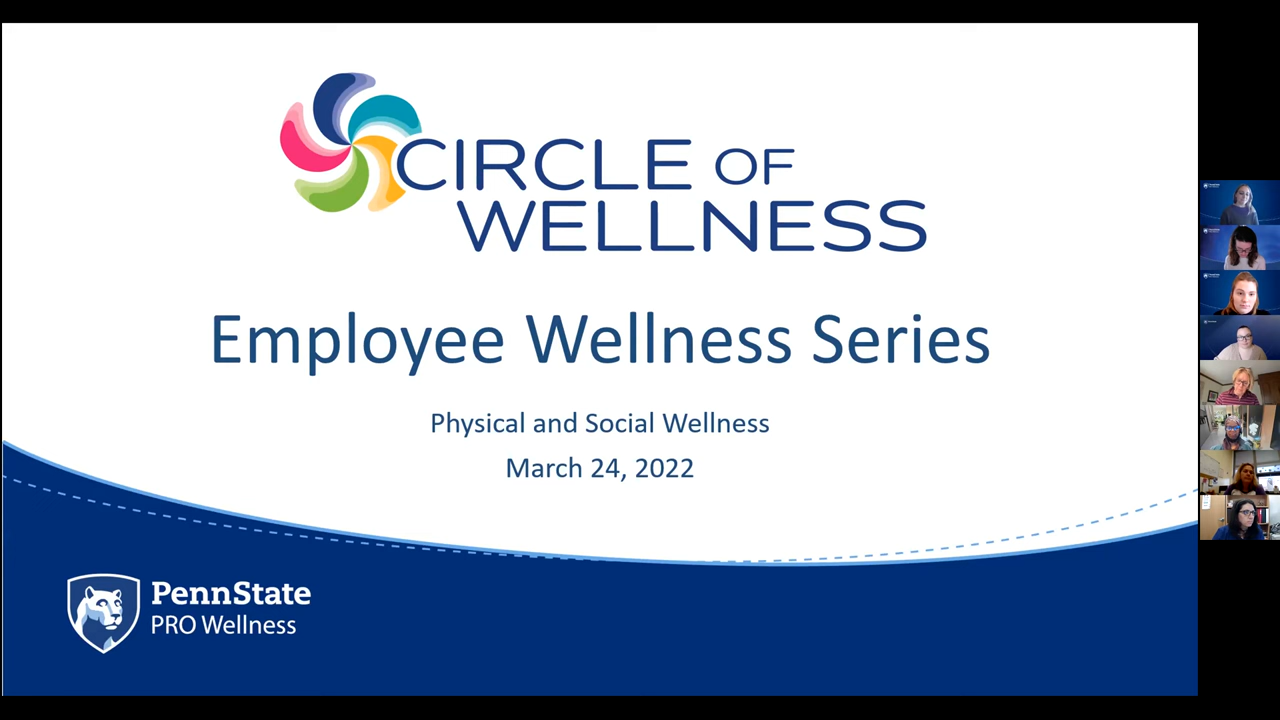 CIRCLE OF
WELLNESS
Employee Wellness Series
Physical and Social Wellness
March 24, 2022
PennState
PRO Wellness